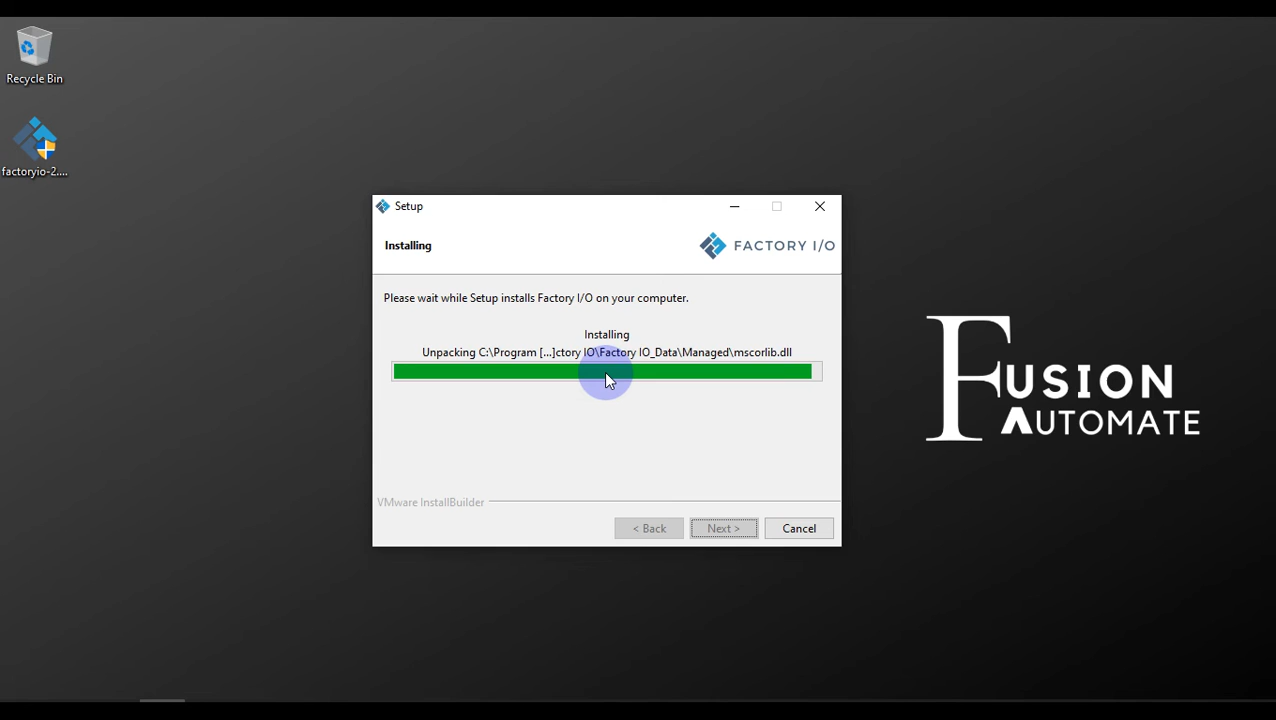 Recycle Bin
factoryio-2....
Setup
Installing
FACTORY I/O
Please wait while Setup installs Factory I/O on your computer.
Installing
Unpacking C:\Program [...]ctory IO\Factory IO_Data\Managed\mscorlib.dll
VMware InstallBuilder
< Back
Next >
Cancel
FUSION
AUTOMATE